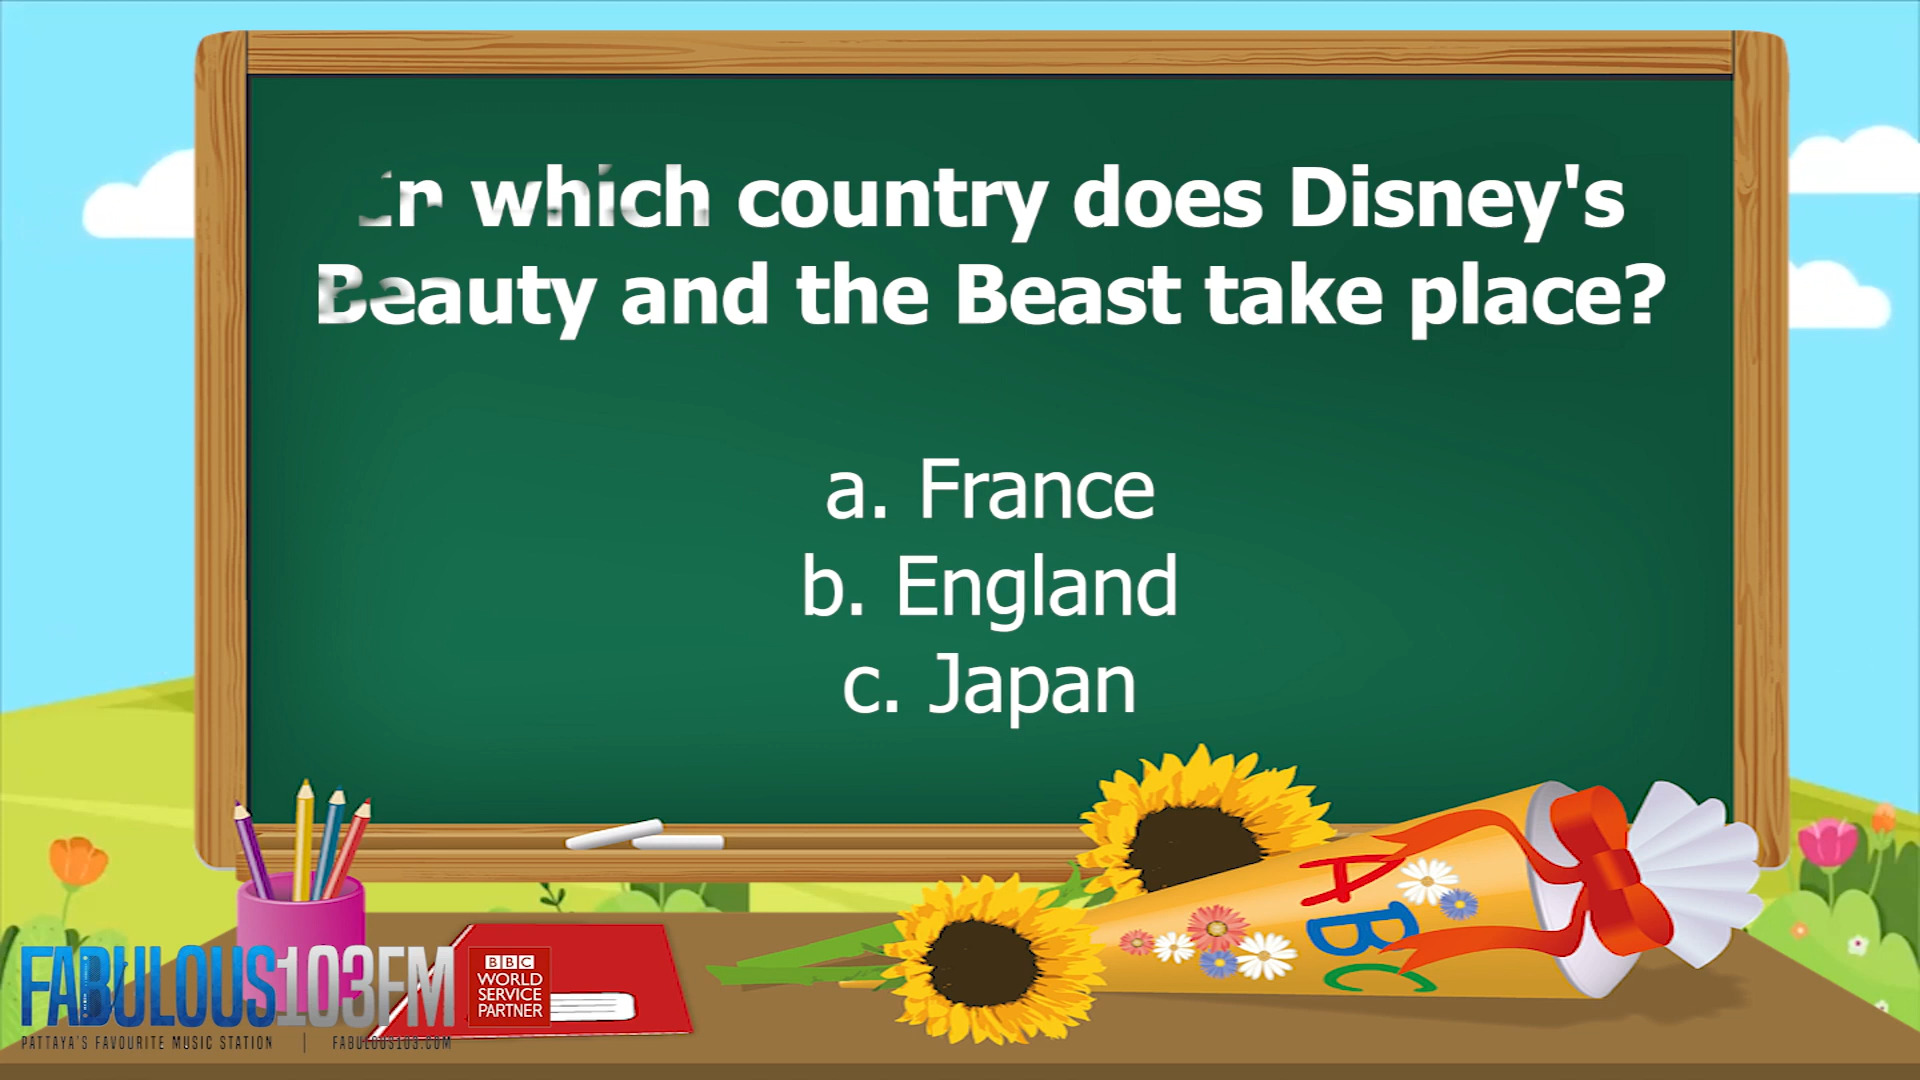 In which country does Disney's
Beauty and the Beast take place?
a. France
b. England
c. Japan
ABC
FABULOUS103FM
PATTAYA'S FAVOURITE MUSIC STATION | FABULOUS103.COM
BBC
WORLD
SERVICE
PARTNER